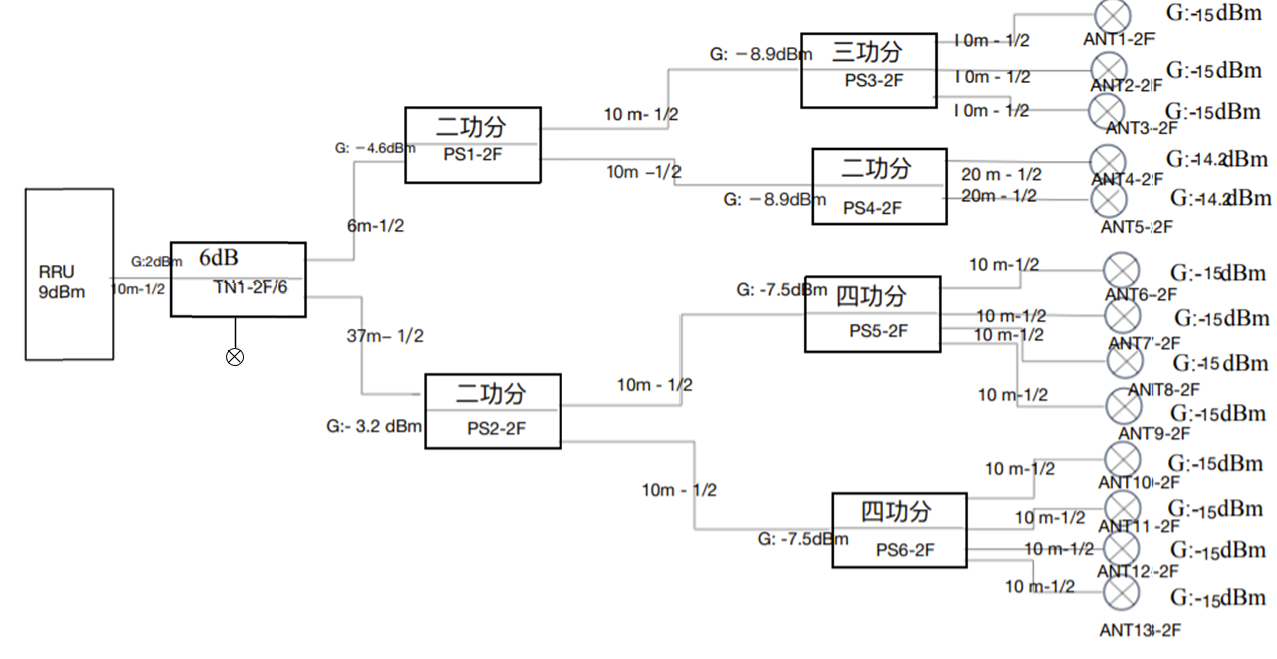 RRU
9dBm
G:2dBm
10m-1/2
6dB
TN1-2F/6
G: －4.6dBm
6m-1/2
37m– 1/2
二功分
PS1-2F
G:- 3.2 dBm
二功分
PS2-2F
10 m- 1/2
10m –1/2
10m - 1/2
10m - 1/2
G: －8.9dBm
三功分
PS3-2F
I 0m - 1/2
I 0m - 1/2
I 0m - 1/2
G: －8.9dBm
二功分
PS4-2F
20 m - 1/2
20m- 1/2
G: -7.5dBm
四功分
PS5-2F
10 m-1/2
10 m-1/2
10 m-1/2
10 m-1/2
G: -7.5dBm
四功分
PS6-2F
10 m-1/2
10 m-1/2
10 m-1/2
10 m-1/2
G:-15dBm
ANT1-2F
G:-15dBm
ANT2-2F
G:-15dBm
ANT3-2F
G:-14.2dBm
ANT4-2F
G:-14.2dBm
ANT5-2F
G:-15dBm
ANT6-2F
G:-15dBm
ANT7-2F
G:-15dBm
ANT8-2F
G:-15dBm
ANT9-2F
G:-15dBm
ANT10-2F
G:-15dBm
ANT11-2F
G:-15dBm
ANT12-2F
G:-15dBm
ANT13-2F